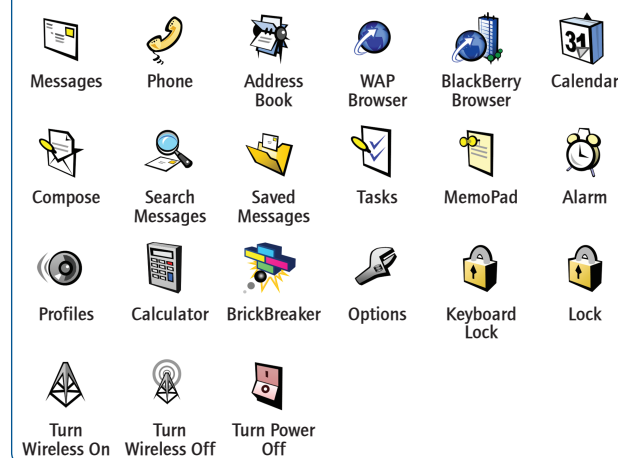 31
Messages
Phone
Address
Book
WAP
Browser
BlackBerry
Browser
Calendar
Compose
Search
Messages
Saved
Messages
Tasks
MemoPad
Alarm
Profiles
Calculator
BrickBreaker
Options
Keyboard
Lock
Lock
Turn
Wireless On
Turn
Wireless Off
Turn Power
Off